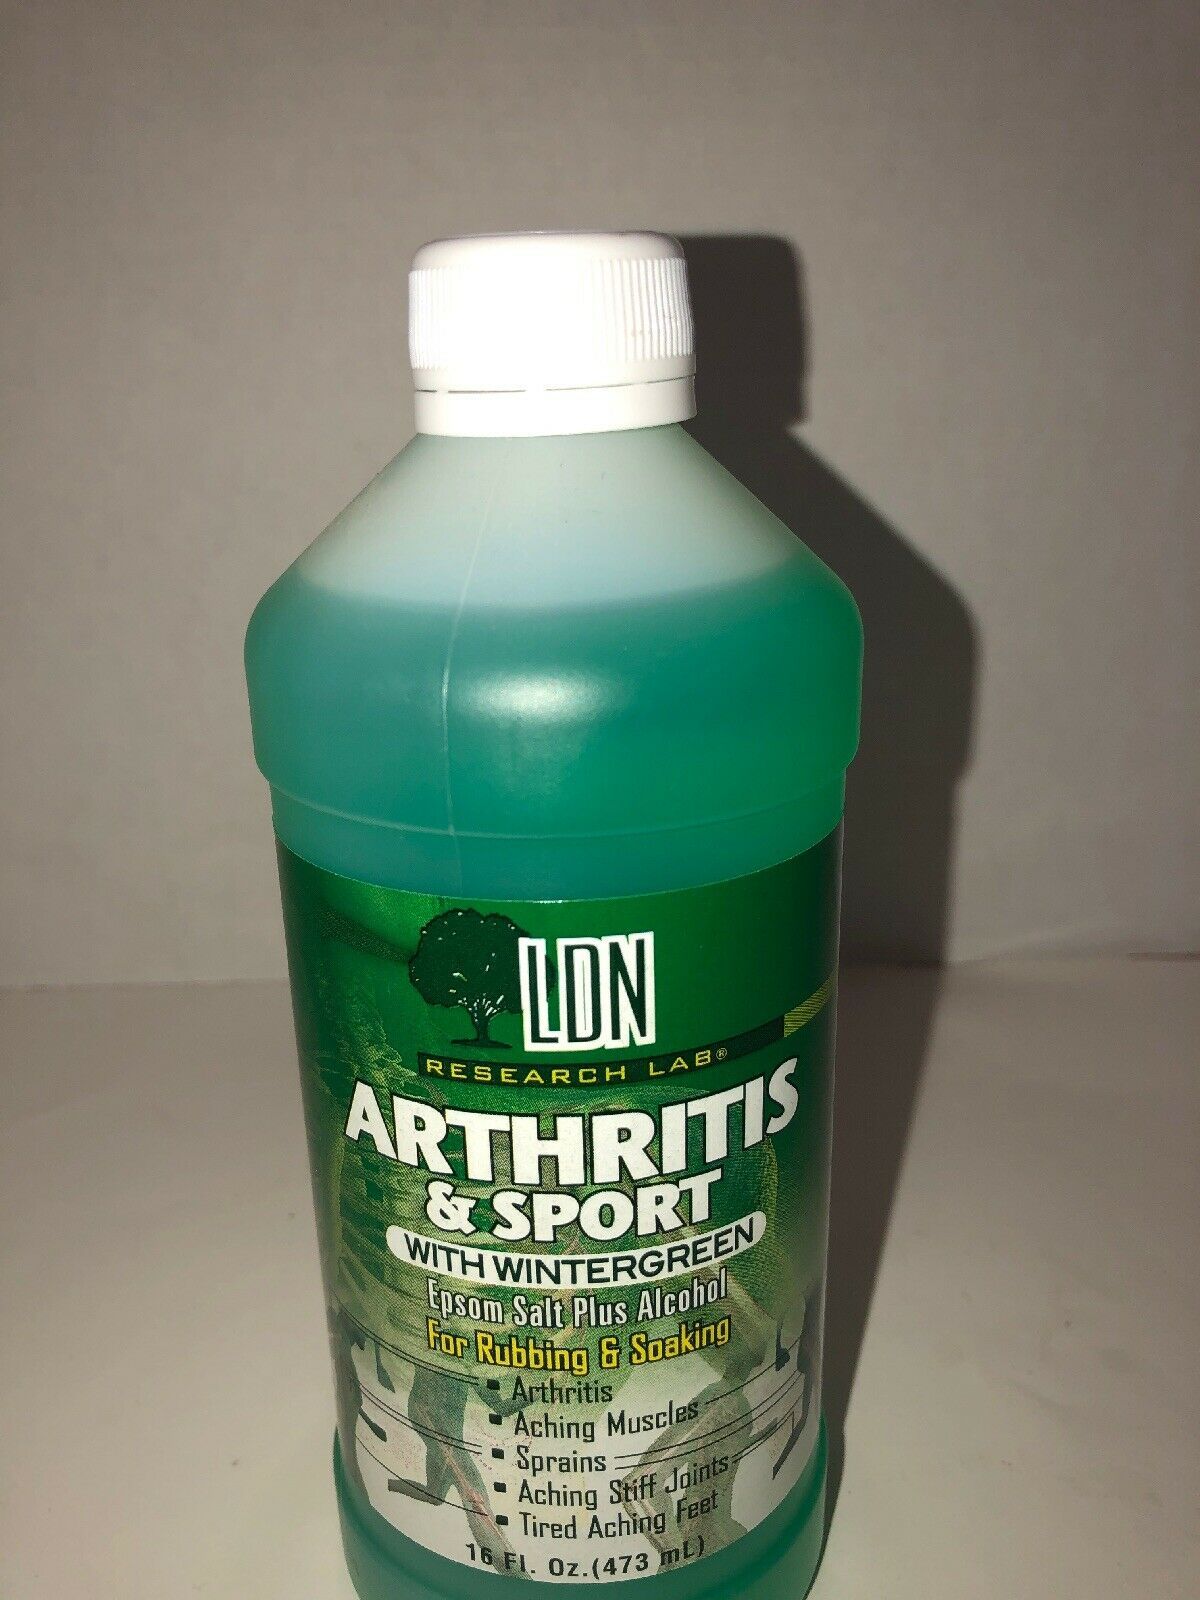 LDN
RESEARCH LAB®
ARTHRITIS
& SPORT
WITH WINTERGREEN
Epsom Salt Plus Alcohol
For Rubbing & Soaking
▪ Arthritis
▪ Aching Muscles
▪ Sprains
▪ Aching Stiff Joints
▪ Tired Aching Feet
16 Fl. Oz.(473 mL)